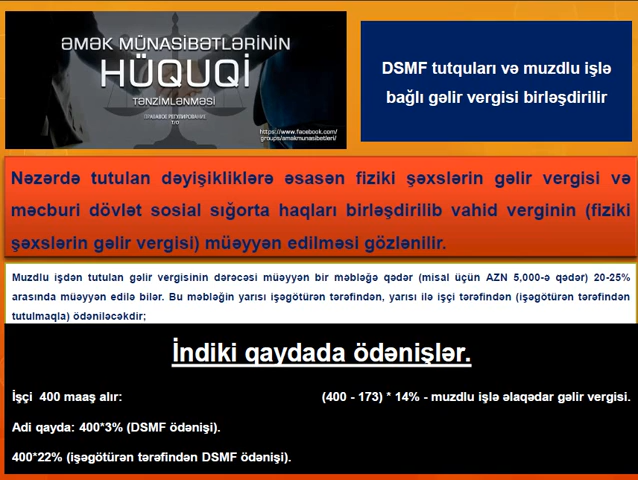 ƏMƏK MÜNASİBƏTLƏRİNİN
HÜQUQİ
TƏNZİMLƏNMƏSİ
https://www.facebook.com/
groups/amakmunasibetleri/
DSMF tutquları və muzdlu işlə
bağlı gəlir vergisi birləşdirilir
Nəzərdə tutulan dəyişikliklərə əsasən fiziki şəxslərin gəlir vergisi və
məcburi dövlət sosial sığorta haqları birləşdirilib vahid verginin (fiziki
şəxslərin gəlir vergisi) müəyyən edilməsi gözlənilir.
Muzdlu işdən tutulan gəlir vergisinin dərəcəsi müəyyən bir məbləğə qədər (misal üçün AZN 5,000-ə qədər) 20-25%
arasında müəyyən edilə bilər. Bu məbləğin yarısı işəgötürən tərəfindən, yarısı ilə işçi tərəfindən (işəgötürən tərəfindən
tutulmaqla) ödəniləcəkdir;
İndiki qaydada ödənişlər.
İşçi 400 maaş alır: (400 - 173) * 14% - muzdlu işlə əlaqədar gəlir vergisi.
Adi qayda: 400*3% (DSMF ödənişi).
400*22% (işəgötürən tərəfindən DSMF ödənişi).